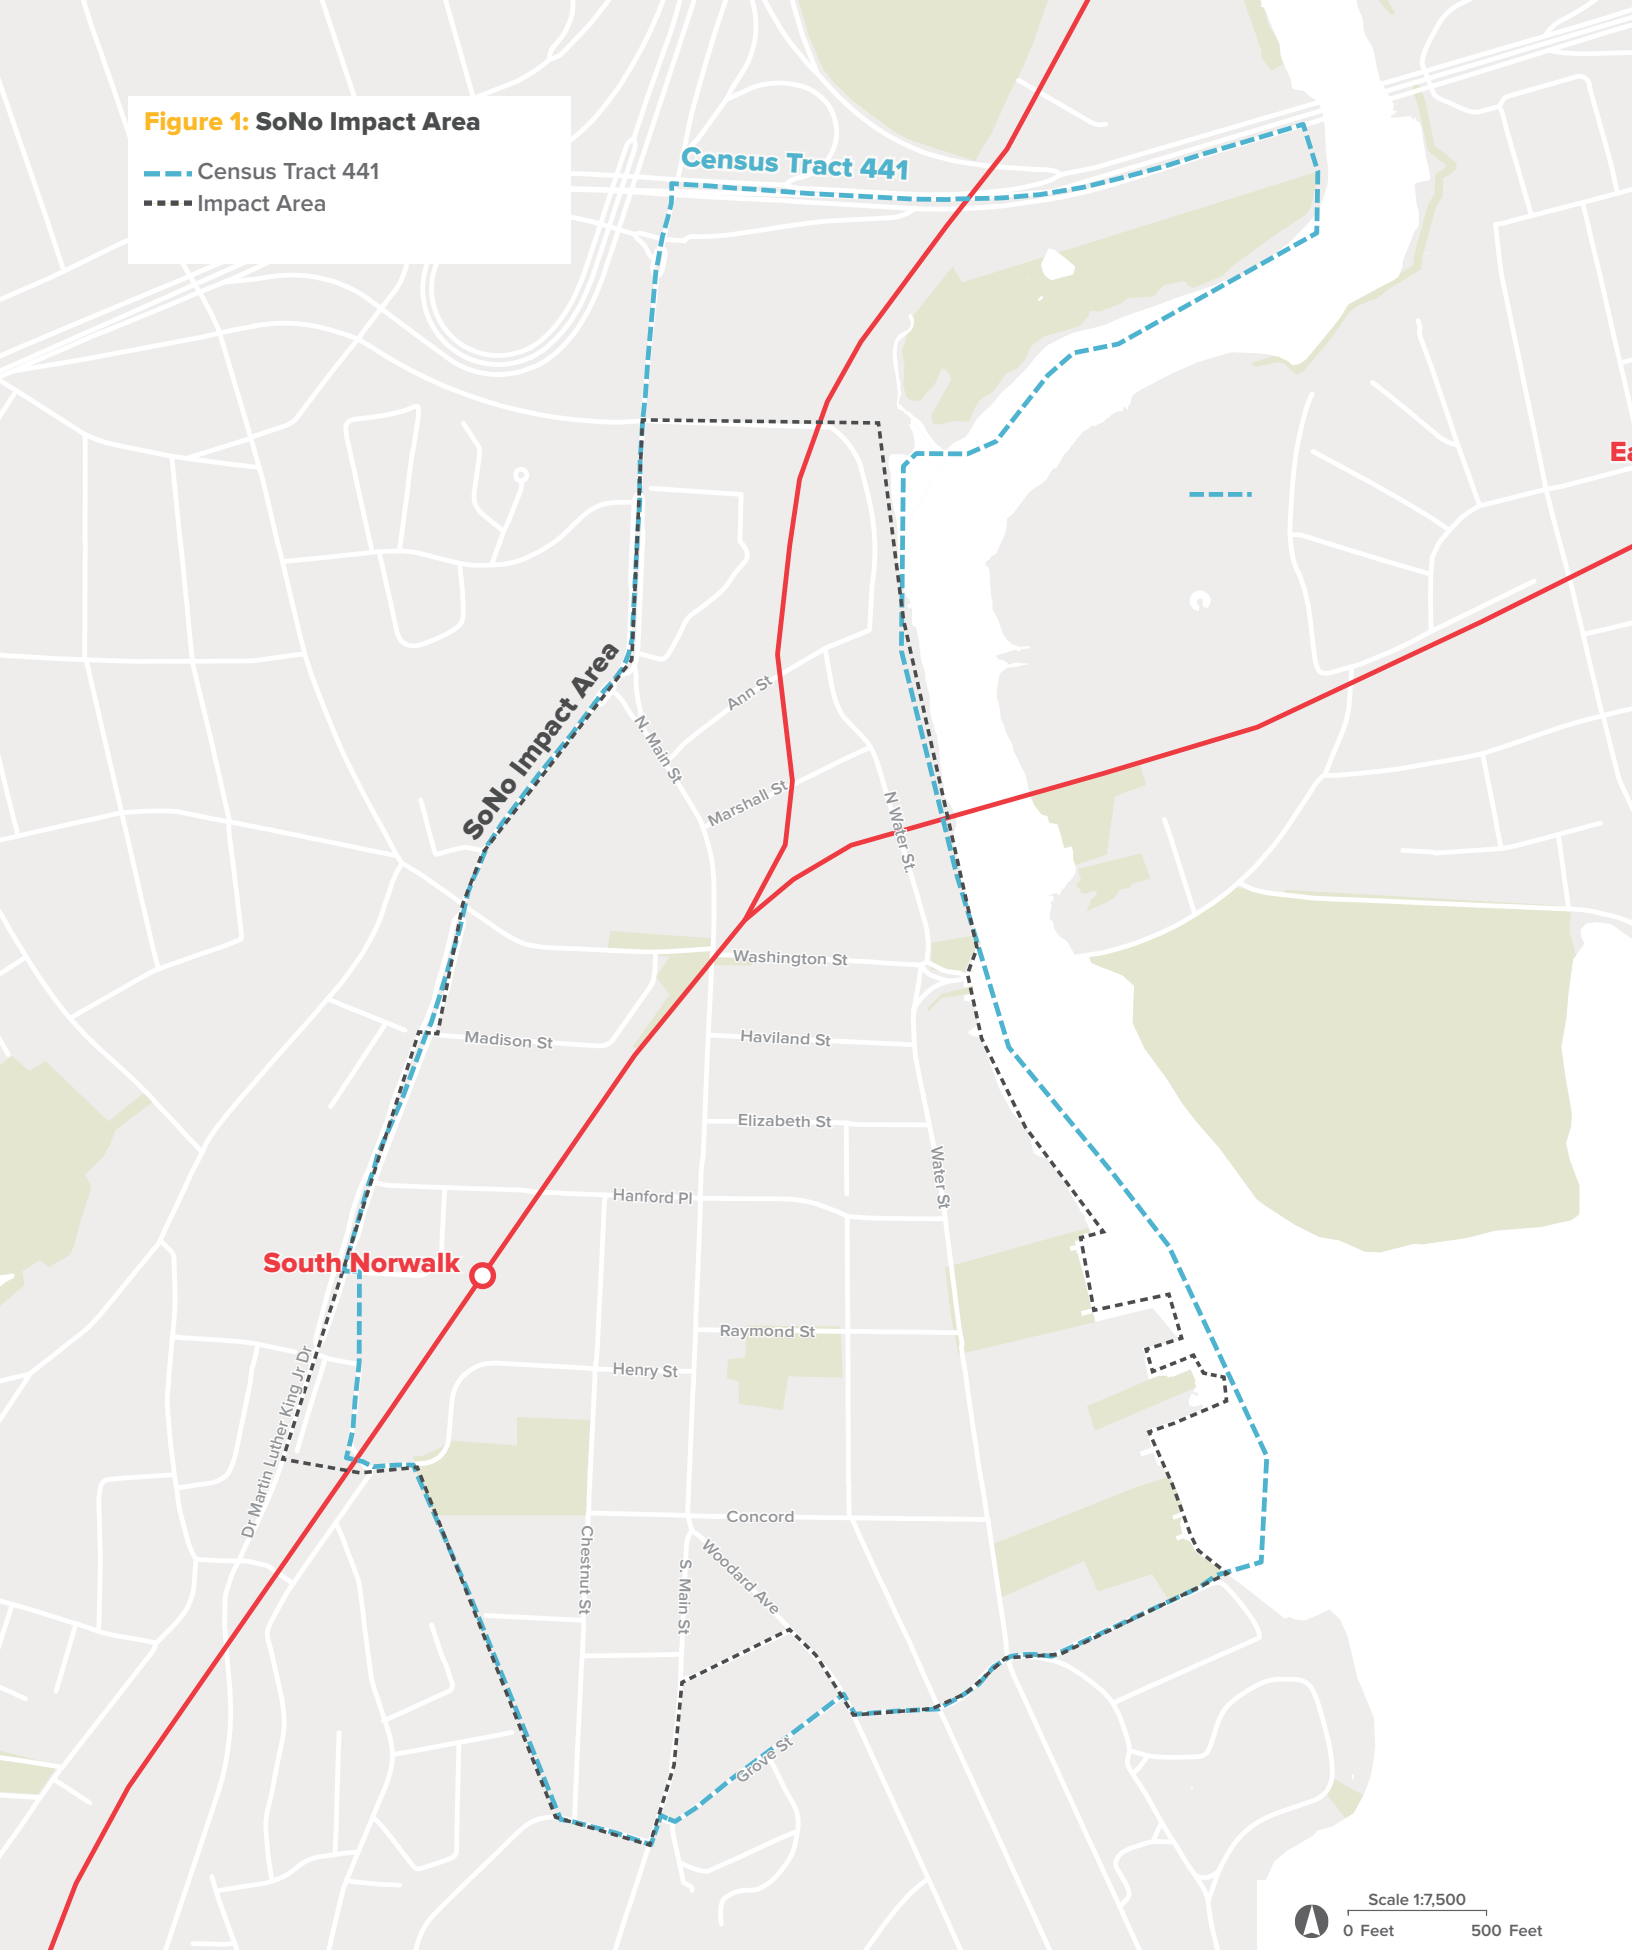 Figure 1: SoNo Impact Area
Census Tract 441
Impact Area
Census Tract 441
Ea
SoNo Impact Area
Ann St
N. Main St
Marshall St
N Water St.
Washington St
Madison St
Haviland St
Elizabeth St
Water St
Hanford Pl
South Norwalk
Raymond St
Henry St
Dr Martin Luther King Jr Dr
Concord
Chestnut St
S. Main St
Woodard Ave
Grove St
Scale 1:7,500
0 Feet 500 Feet